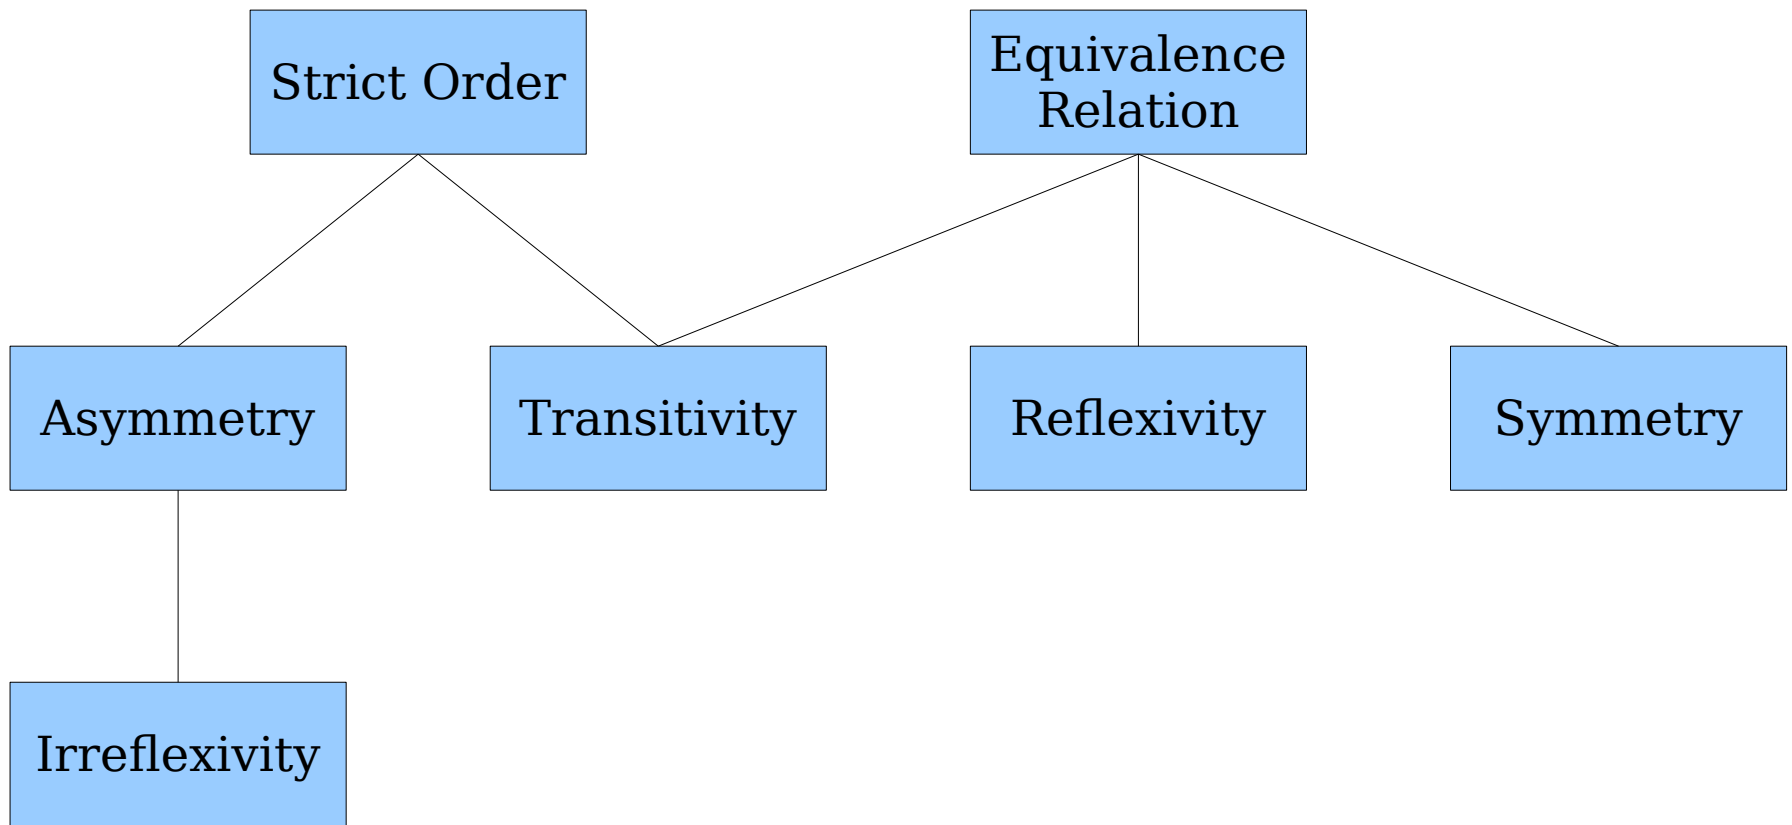 Strict Order
Equivalence
Relation
Asymmetry
Transitivity
Reflexivity
Symmetry
Irreflexivity